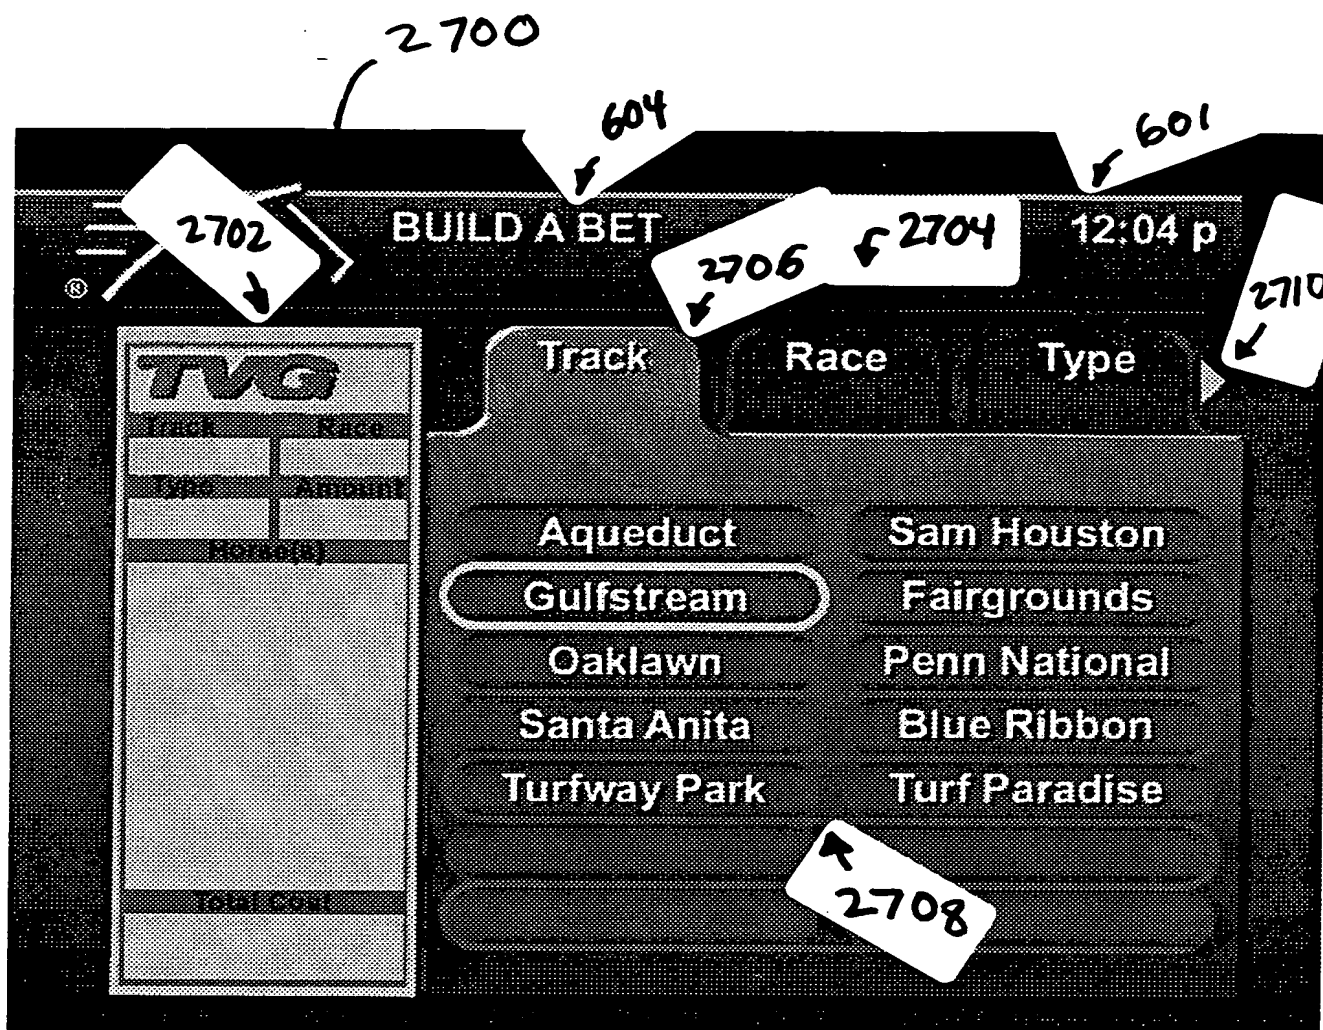 2700
604
601
2702
BUILD A BET
2706
2704
12:04 p
2710
®
TVG
Track Race
Type Amount
Horse(s)
Total Cost
Track Race Type
Aqueduct Sam Houston
Gulfstream Fairgrounds
Oaklawn Penn National
Santa Anita Blue Ribbon
Turfway Park Turf Paradise
2708